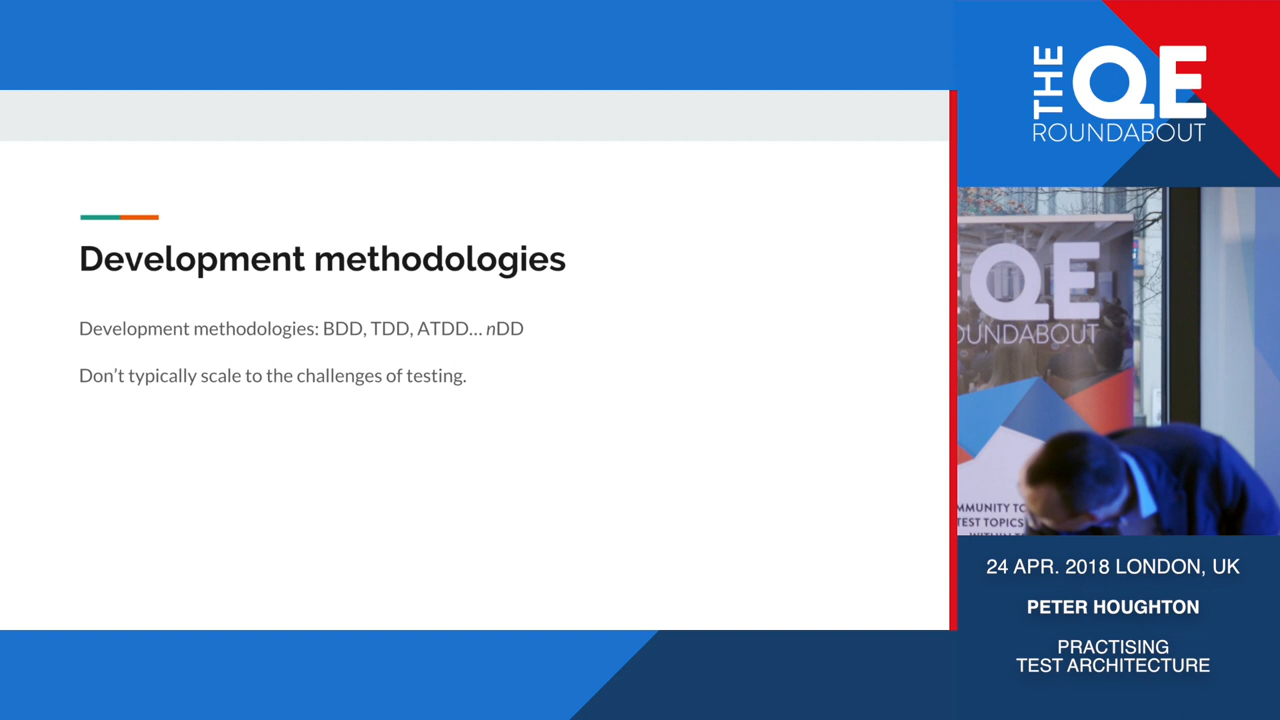 Development methodologies
Development methodologies: BDD, TDD, ATDD... nDD
Don't typically scale to the challenges of testing.
THE QE
ROUNDABOUT
QE
OUNDABOUT
MMUNITY TO
TEST TOPICS
24 APR. 2018 LONDON, UK
PETER HOUGHTON
PRACTISING
TEST ARCHITECTURE